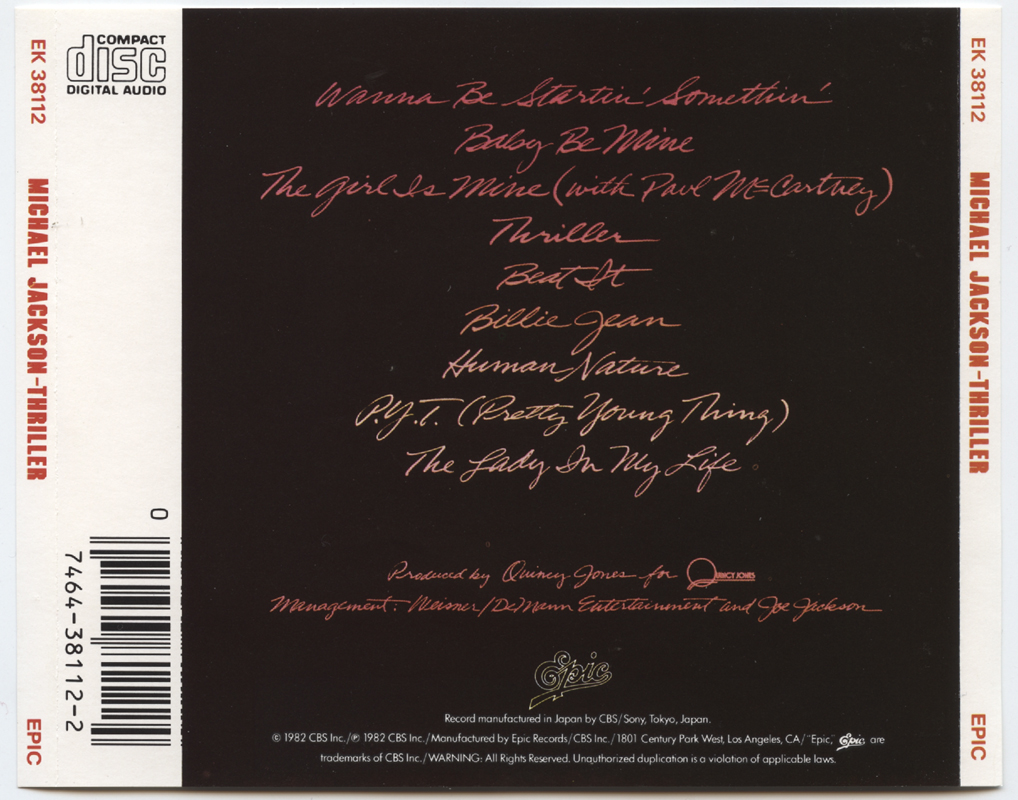 EK 38112
MICHAEL JACKSON-THRILLER
EPIC
COMPACT
disc
DIGITAL AUDIO
0
7464-38112-2
Wanna Be Startin' Somethin'
Baby Be Mine
The Girl Is Mine (with Paul McCartney)
Thriller
Beat It
Billie Jean
Human Nature
P.Y.T. (Pretty Young Thing)
The Lady In My Life
Produced by Quincy Jones for QUINCY JONES
Management: Weisner/DeMann Entertainment and Joe Jackson
Epic
Record manufactured in Japan by CBS/Sony, Tokyo, Japan.
© 1982 CBS Inc./℗ 1982 CBS Inc./Manufactured by Epic Records/CBS Inc./1801 Century Park West, Los Angeles, CA/"Epic," Epic are
trademarks of CBS Inc./WARNING: All Rights Reserved. Unauthorized duplication is a violation of applicable laws.
EK 38112
MICHAEL JACKSON-THRILLER
EPIC